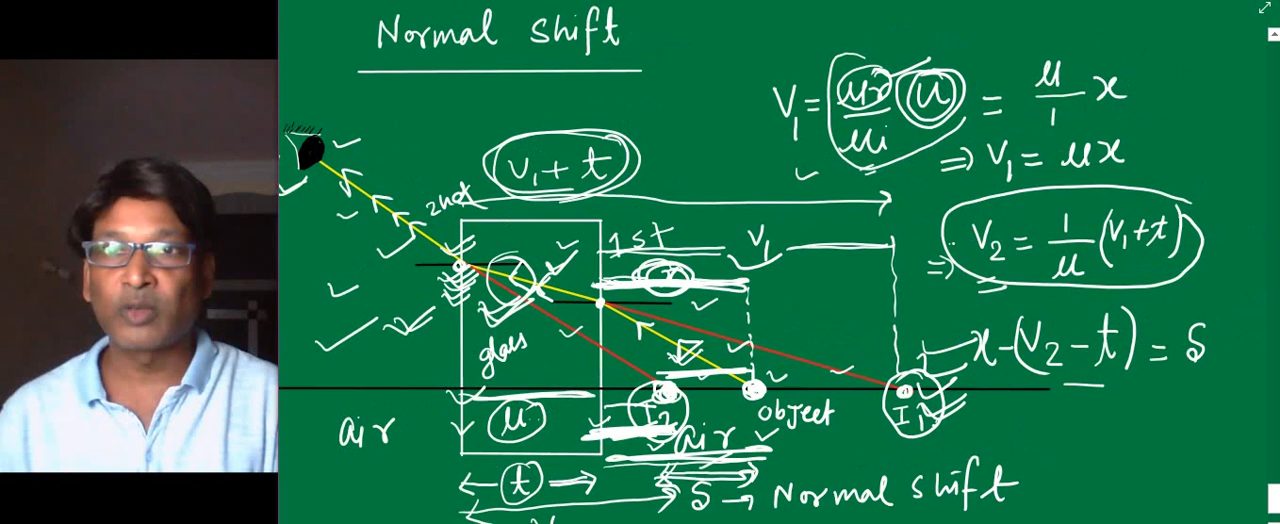 Normal shift
V₁ = μr/μi (u) = μ/1 x
⇒ V₁ = μx
V₁ + t
2nd
1st
V₁
x
⇒ V₂ = 1/μ (V₁+t)
x-(V₂-t) = S
glass
μ
I₂
object
I₁
air
air
t
S → Normal shift